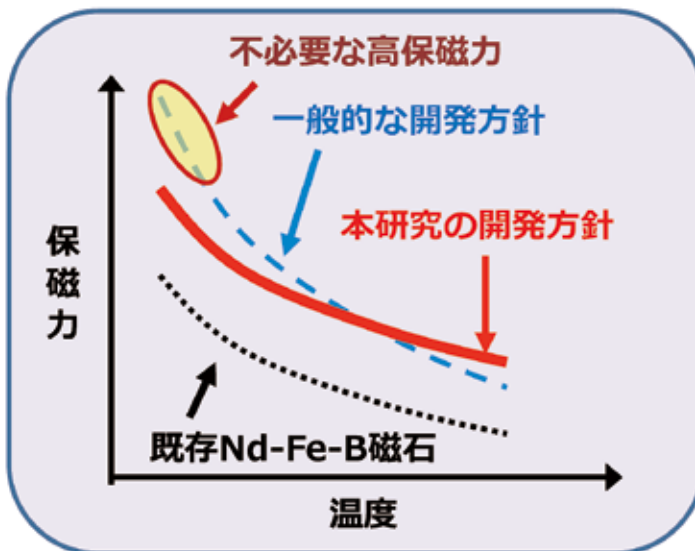 不必要な高保磁力
一般的な開発方針
本研究の開発方針
保磁力
既存Nd-Fe-B磁石
温度